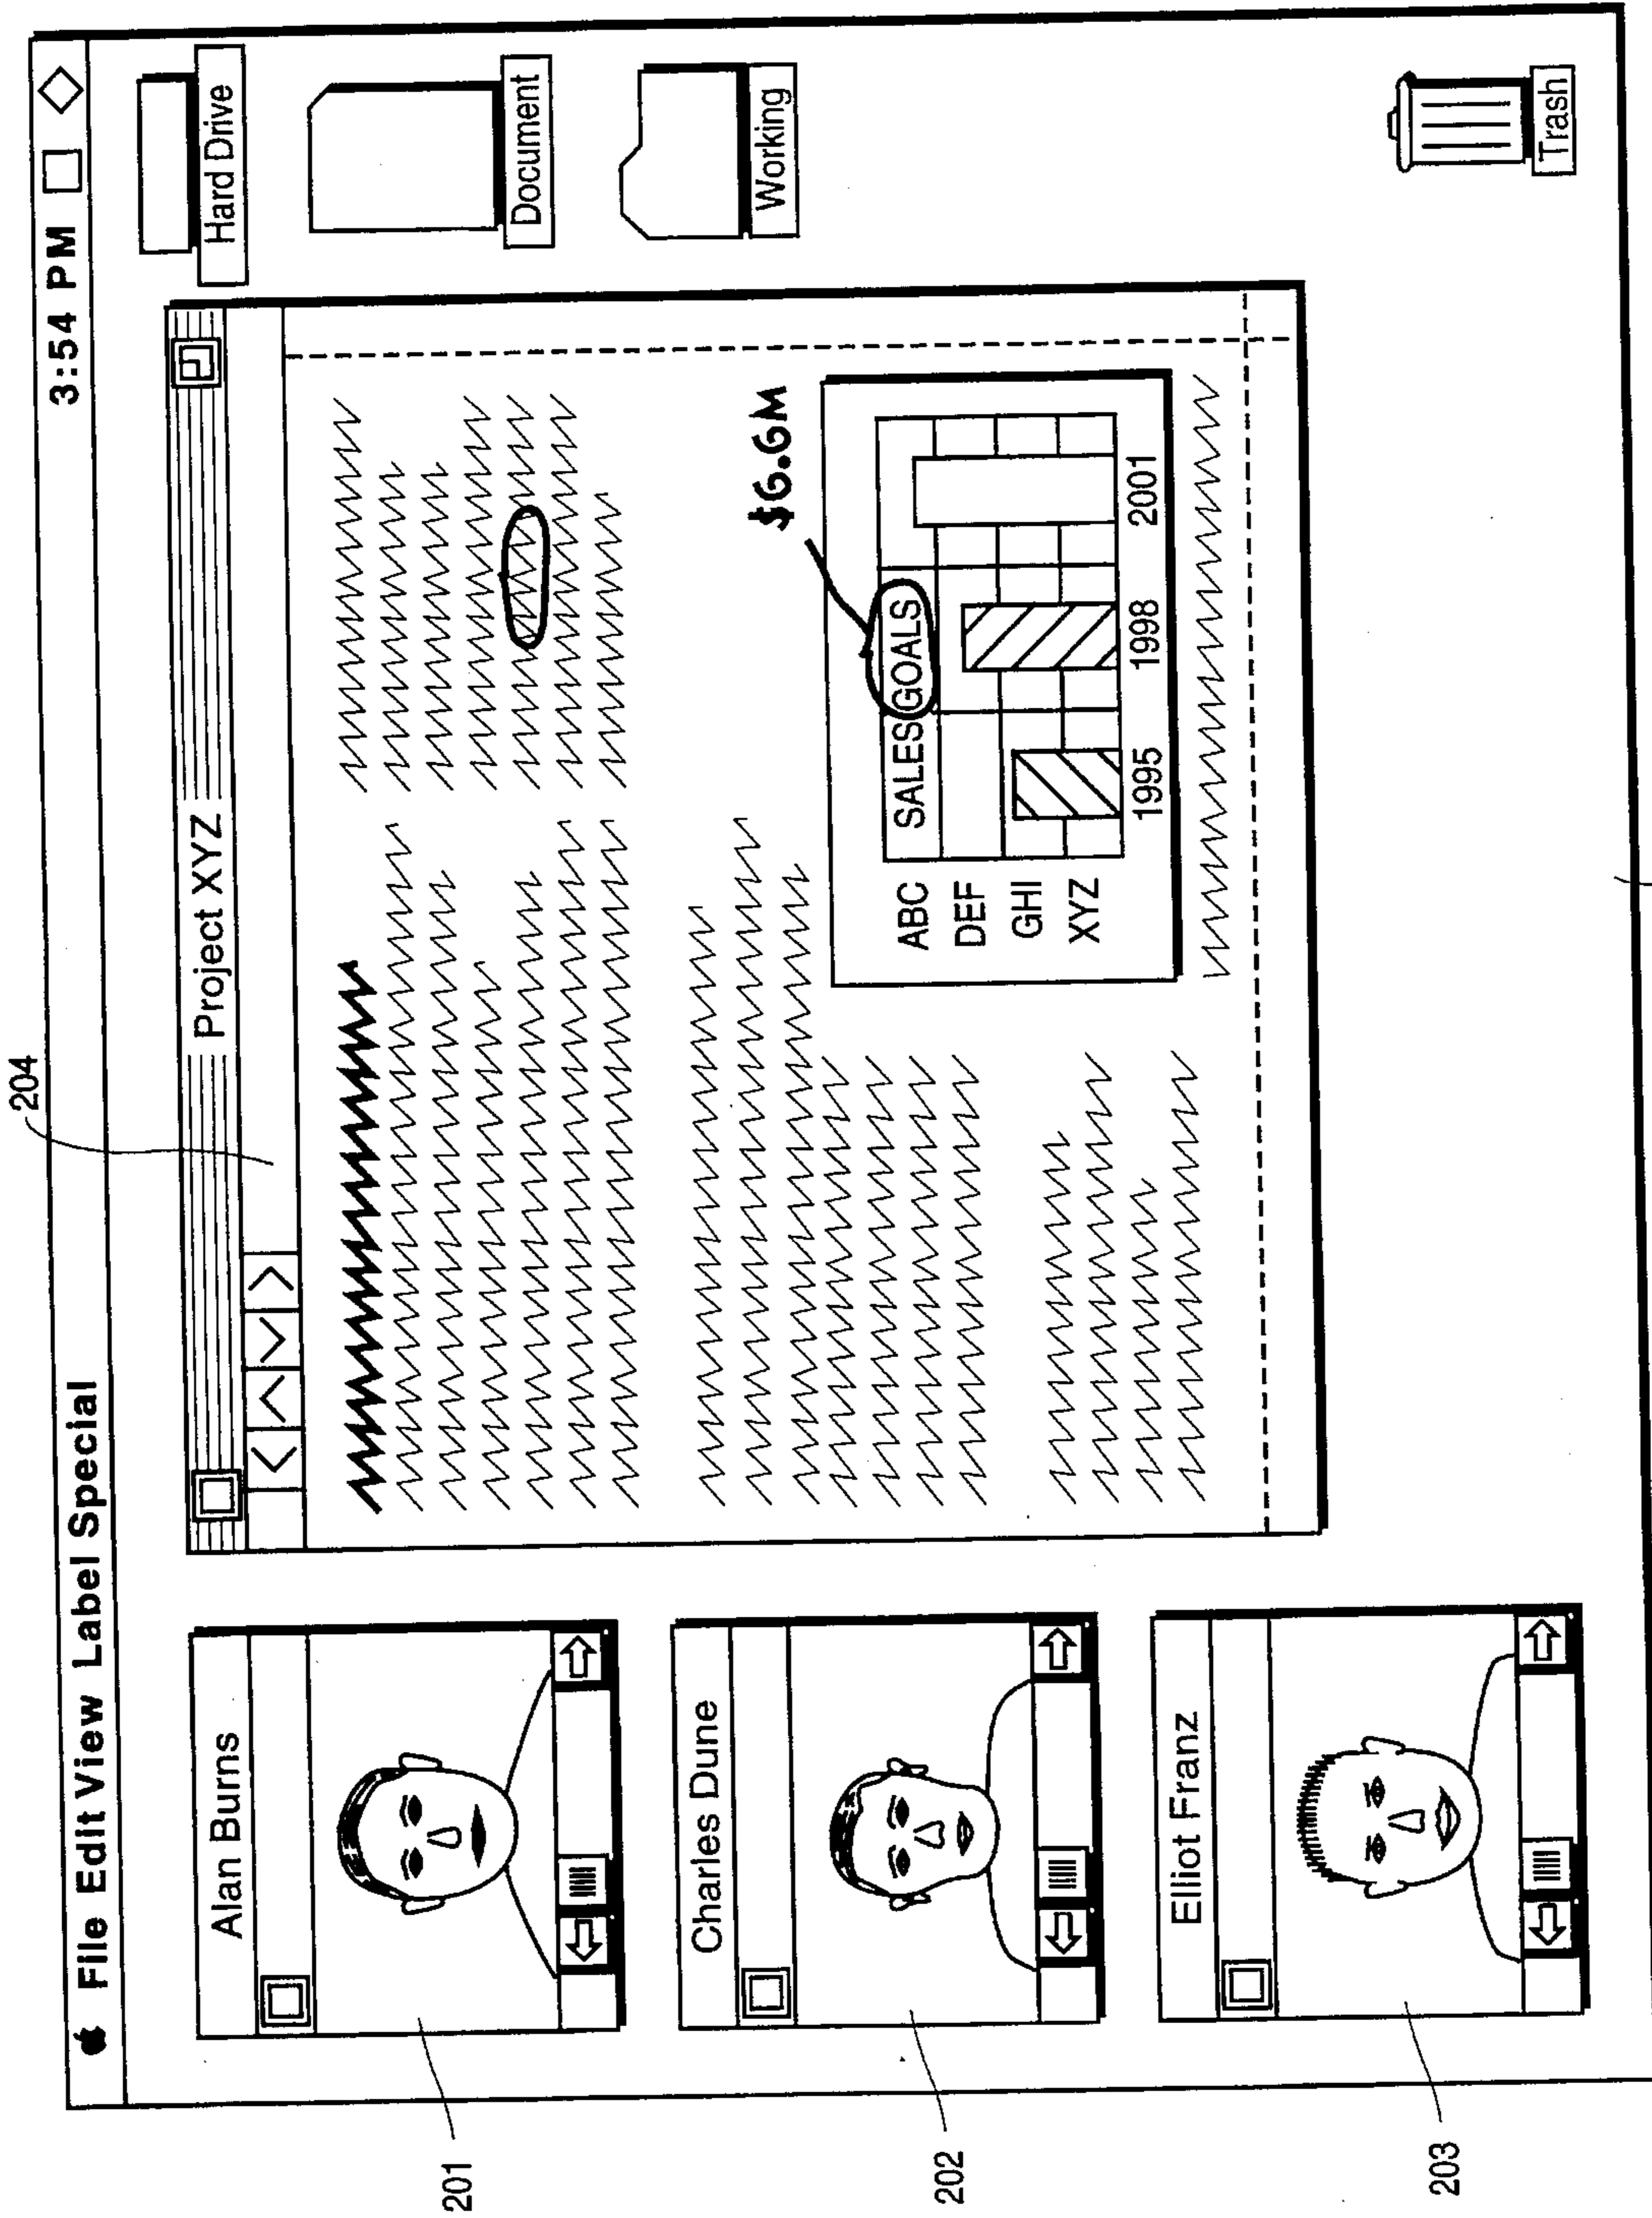 204
File Edit View Label Special 3:54 PM
Alan Burns
Project XYZ
Hard Drive
Document
Working
201
Charles Dune
$6.6M
SALES GOALS
ABC
DEF
GHI
XYZ
1995 1998 2001
202
Elliot Franz
Trash
203